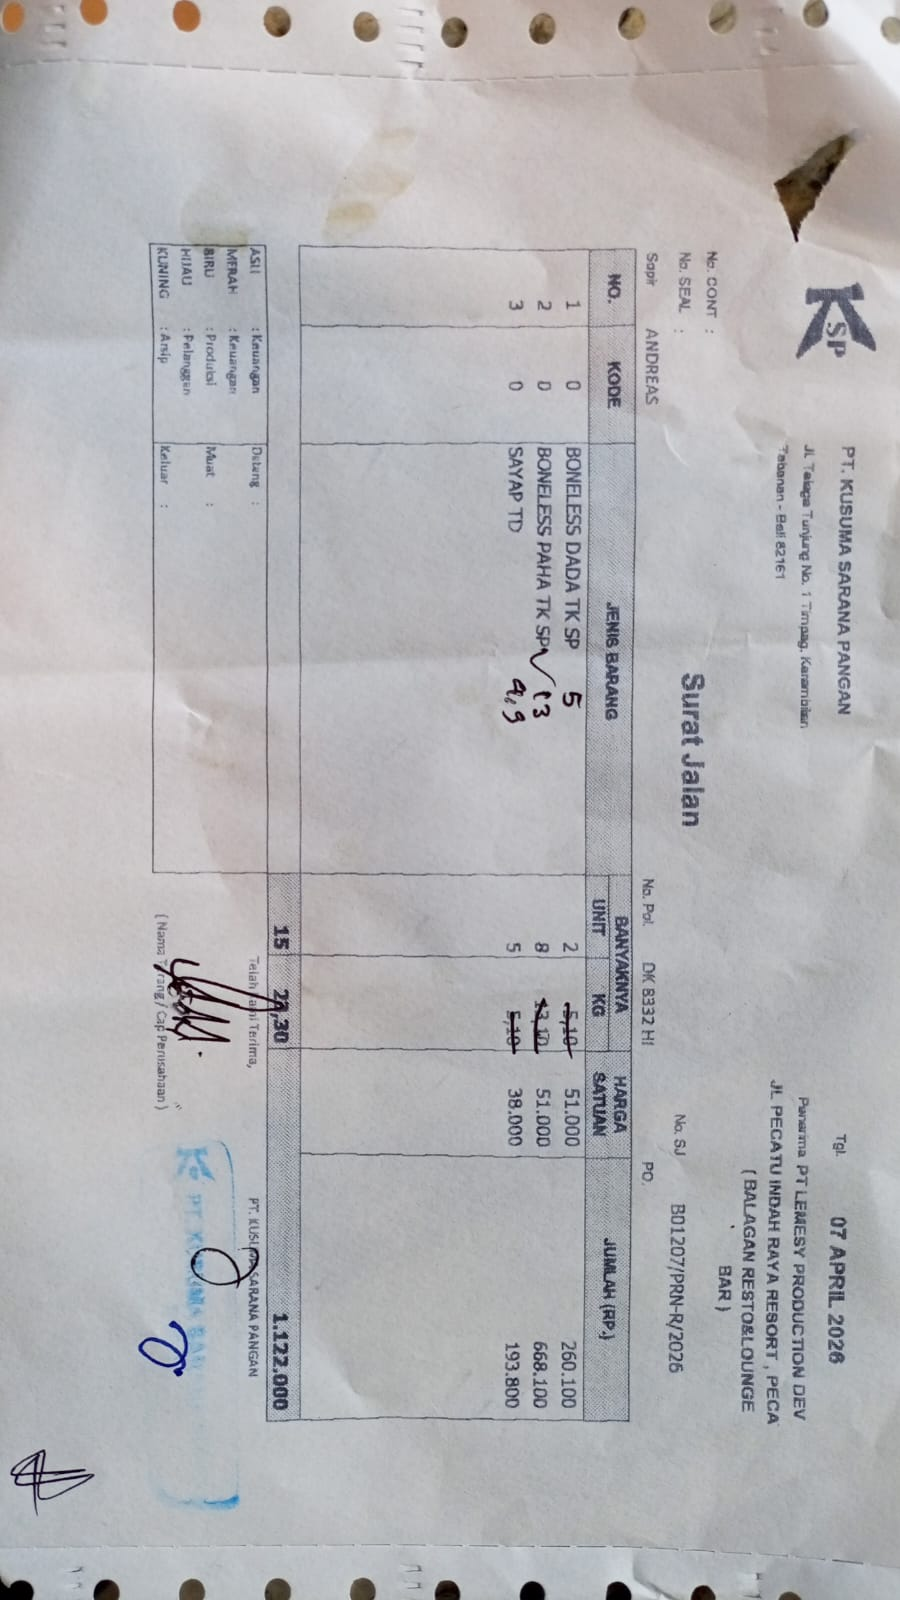 KSP
PT. KUSUMA SARANA PANGAN
Jl. Telaga Tunjung No. 1 Timpag, Kerambitan
Tabanan - Bali 82161
Tgl. 07 APRIL 2026
Penerima PT LEMESY PRODUCTION DEV
JL PECATU INDAH RAYA RESORT , PECA
( BALAGAN RESTO&LOUNGE
BAR )
Surat Jalan
No. CONT :
No. SEAL :
No. SJ B01207/PRN-R/2026
Sopir ANDREAS No. Pol. DK 8332 HI PO.
NO. KODE JENIS BARANG BANYAKNYA HARGA SATUAN JUMLAH (RP.)
UNIT KG
1 0 BONELESS DADA TK SP 5 2 5,10 51.000 260.100
2 0 BONELESS PAHA TK SP 13 8 13,10 51.000 668.100
3 0 SAYAP TD 4,9 5 5,10 38.000 193.800
15 1.122.000
ASLI : Keuangan Datang :
MERAH : Keuangan
BIRU : Produksi Muat :
HIJAU : Pelanggan
KUNING : Arsip Keluar :
Telah Kami Terima, PT. KUSUMA SARANA PANGAN
( Nama Terang / Cap Perusahaan )